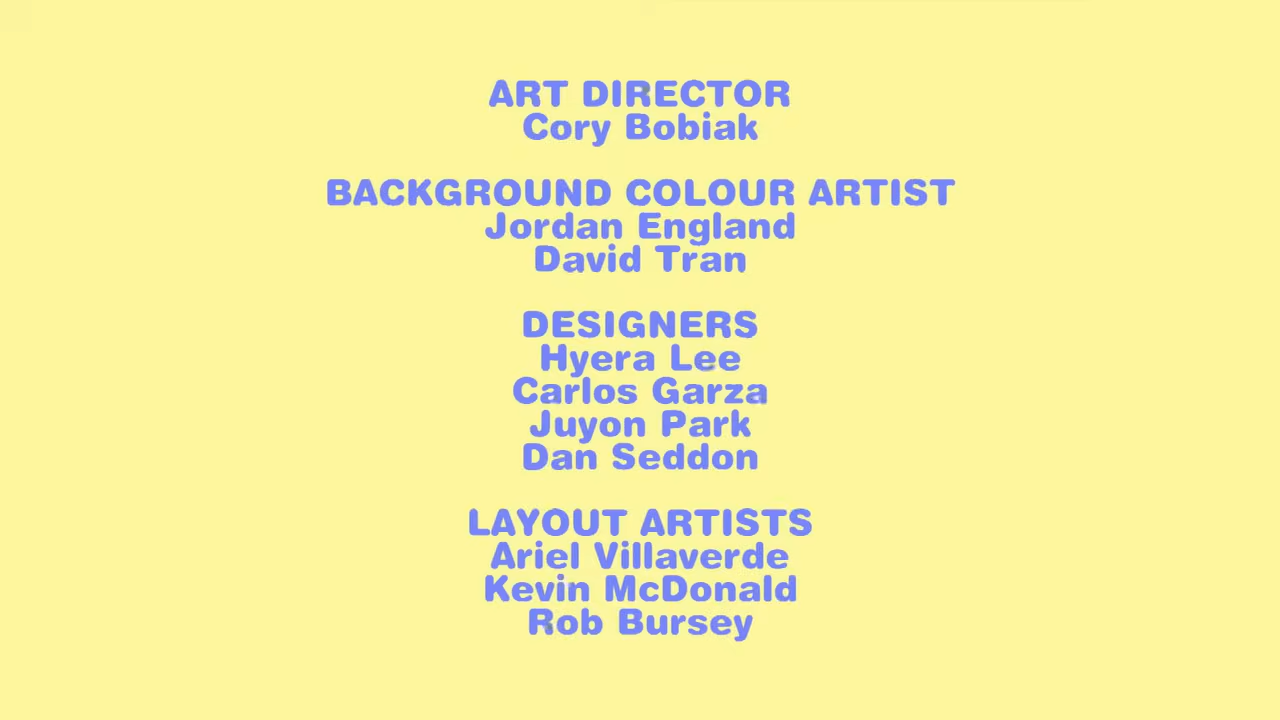 ART DIRECTOR
Cory Bobiak
BACKGROUND COLOUR ARTIST
Jordan England
David Tran
DESIGNERS
Hyera Lee
Carlos Garza
Juyon Park
Dan Seddon
LAYOUT ARTISTS
Ariel Villaverde
Kevin McDonald
Rob Bursey